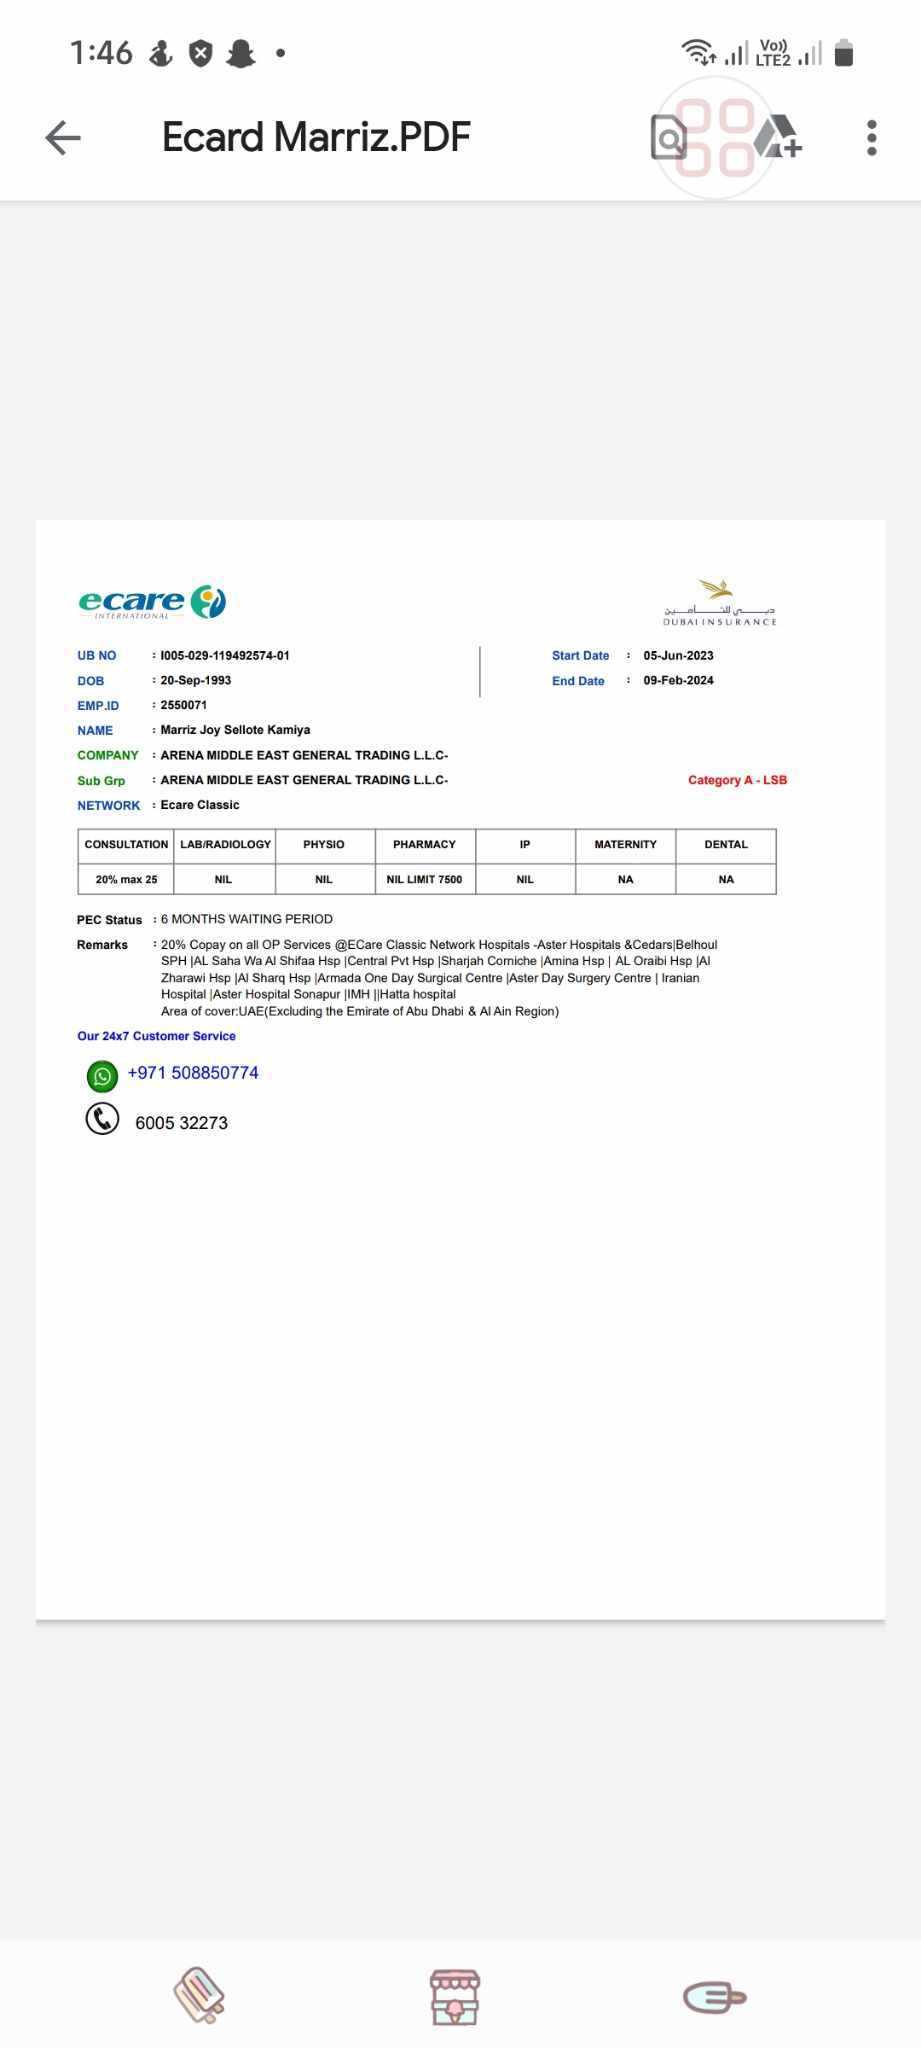 1:46
Vo))
LTE2
Ecard Marriz.PDF
ecare
INTERNATIONAL
دبـي للتـأمـين
DUBAI INSURANCE
UB NO : I005-029-119492574-01
Start Date : 05-Jun-2023
DOB : 20-Sep-1993
End Date : 09-Feb-2024
EMP.ID : 2550071
NAME : Marriz Joy Sellote Kamiya
COMPANY : ARENA MIDDLE EAST GENERAL TRADING L.L.C-
Sub Grp : ARENA MIDDLE EAST GENERAL TRADING L.L.C-
Category A - LSB
NETWORK : Ecare Classic
CONSULTATION LAB/RADIOLOGY PHYSIO PHARMACY IP MATERNITY DENTAL
20% max 25 NIL NIL NIL LIMIT 7500 NIL NA NA
PEC Status : 6 MONTHS WAITING PERIOD
Remarks : 20% Copay on all OP Services @ECare Classic Network Hospitals -Aster Hospitals &Cedars|Belhoul
SPH |AL Saha Wa Al Shifaa Hsp |Central Pvt Hsp |Sharjah Corniche |Amina Hsp | AL Oraibi Hsp |Al
Zharawi Hsp |Al Sharq Hsp |Armada One Day Surgical Centre |Aster Day Surgery Centre | Iranian
Hospital |Aster Hospital Sonapur |IMH ||Hatta hospital
Area of cover:UAE(Excluding the Emirate of Abu Dhabi & Al Ain Region)
Our 24x7 Customer Service
+971 508850774
6005 32273